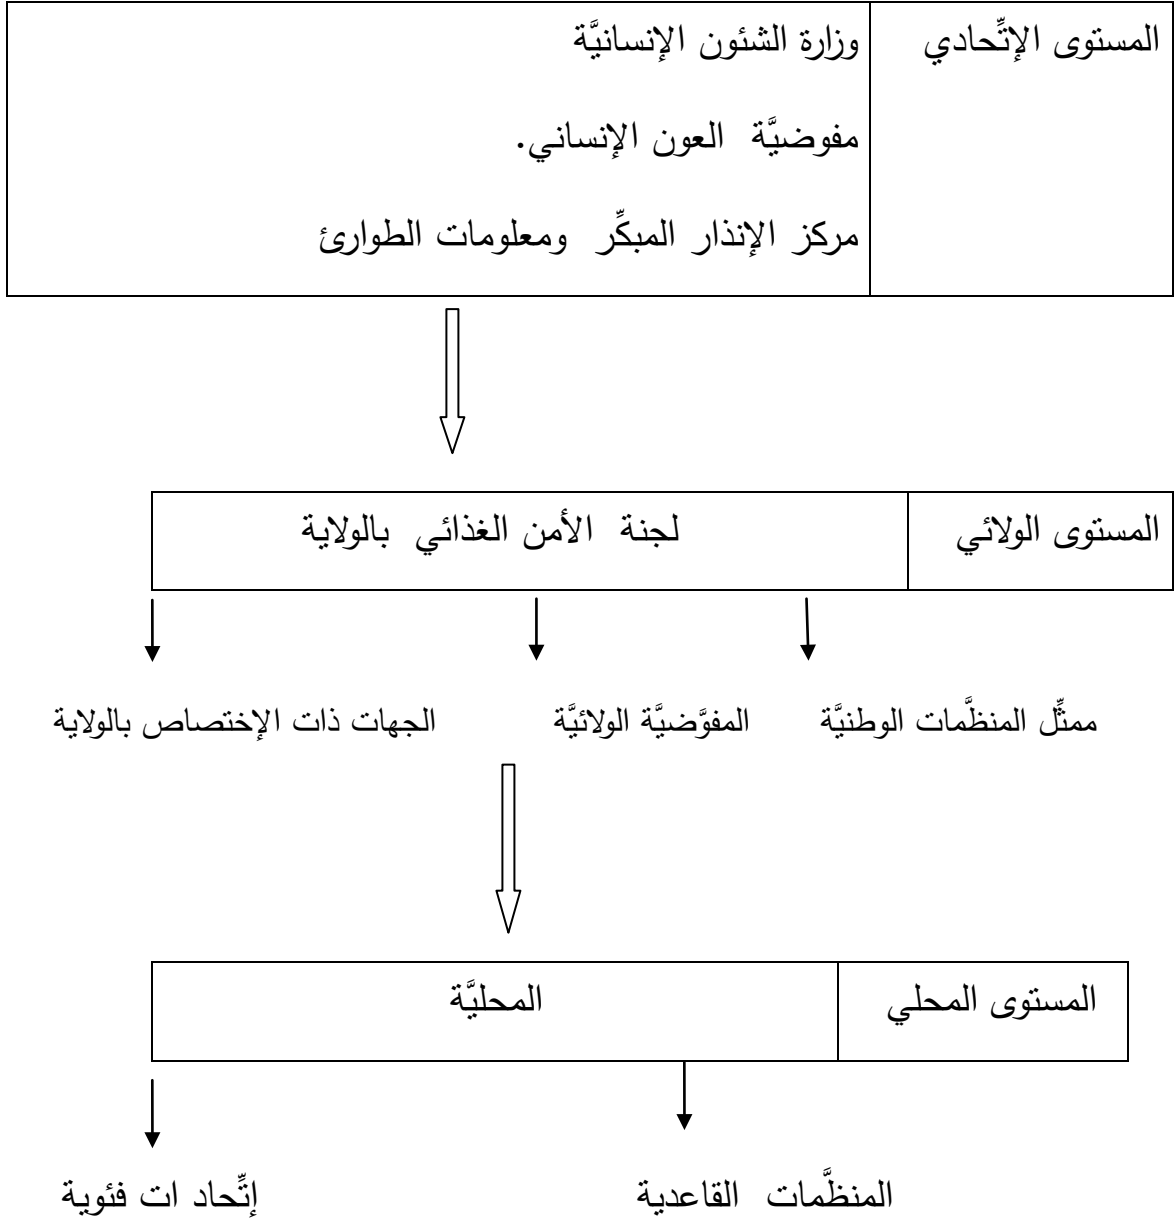 المستوى الإتِّحادي وزارة الشئون الإنسانيَّة
مفوضيَّة العون الإنساني.
مركز الإنذار المبكِّر ومعلومات الطوارئ
المستوى الولائي لجنة الأمن الغذائي بالولاية
ممثِّل المنظَّمات الوطنيَّة المفوَّضيَّة الولائيَّة الجهات ذات الإختصاص بالولاية
المستوى المحلي المحليَّة
المنظَّمات القاعدية إتِّحاد ات فئوية